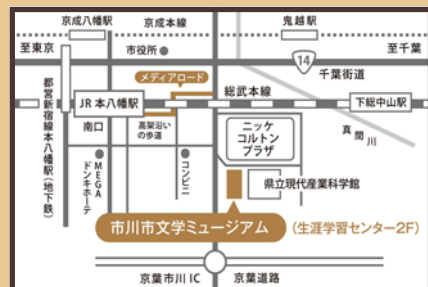 京成八幡駅
京成本線
鬼越駅
至東京
市役所
至千葉
14
千葉街道
メディアロード
総武本線
JR 本八幡駅
下総中山駅
都営新宿線本八幡駅(地下鉄)
南口
高架沿い
の歩道
ニッケ
コルトン
プラザ
真間川
MEGA
ドンキホーテ
コンビニ
県立現代産業科学館
市川市文学ミュージアム
(生涯学習センター2F)
京葉市川 IC
京葉道路